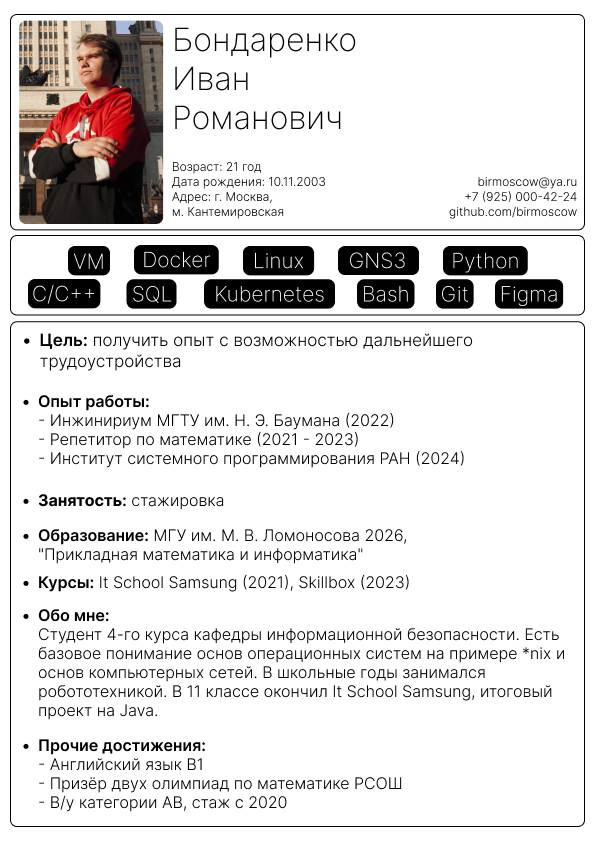 Бондаренко
Иван
Романович
Возраст: 21 год
Дата рождения: 10.11.2003
Адрес: г. Москва,
м. Кантемировская
birmoscow@ya.ru
+7 (925) 000-42-24
github.com/birmoscow
VM Docker Linux GNS3 Python
C/C++ SQL Kubernetes Bash Git Figma
• Цель: получить опыт с возможностью дальнейшего
трудоустройства
• Опыт работы:
- Инжинириум МГТУ им. Н. Э. Баумана (2022)
- Репетитор по математике (2021 - 2023)
- Институт системного программирования РАН (2024)
• Занятость: стажировка
• Образование: МГУ им. М. В. Ломоносова 2026,
"Прикладная математика и информатика"
• Курсы: It School Samsung (2021), Skillbox (2023)
• Обо мне:
Студент 4-го курса кафедры информационной безопасности. Есть
базовое понимание основ операционных систем на примере *nix и
основ компьютерных сетей. В школьные годы занимался
робототехникой. В 11 классе окончил It School Samsung, итоговый
проект на Java.
• Прочие достижения:
- Английский язык B1
- Призёр двух олимпиад по математике РСОШ
- В/у категории АВ, стаж с 2020